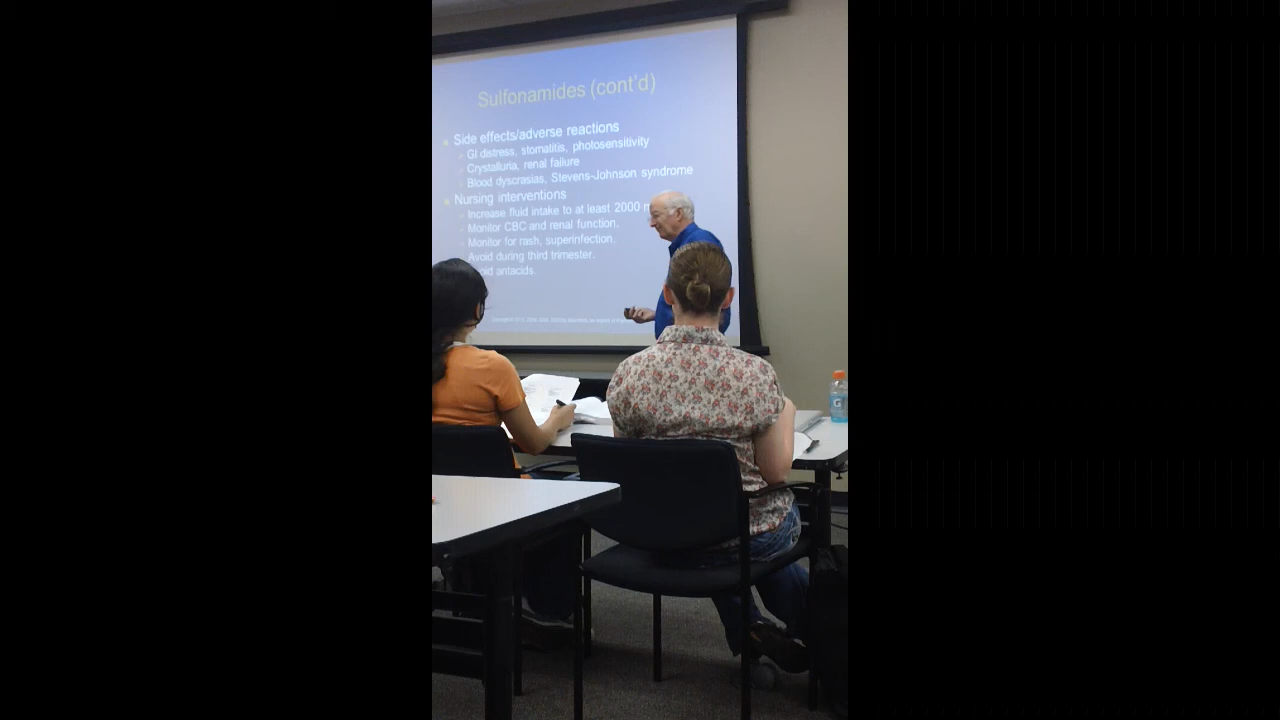 Sulfonamides (cont'd)
Side effects/adverse reactions
GI distress, stomatitis, photosensitivity
Crystalluria, renal failure
Blood dyscrasias, Stevens-Johnson syndrome
Nursing interventions
Increase fluid intake to at least 2000
Monitor CBC and renal function.
Monitor for rash, superinfection.
Avoid during third trimester.
antacids.
G